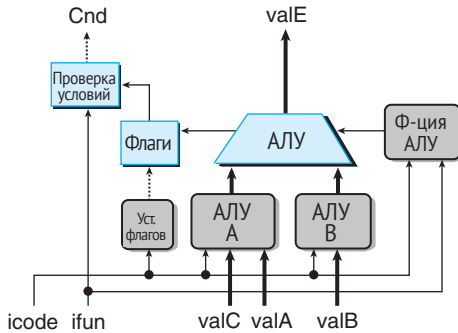 Cnd
valE
Проверка
условий
Флаги
АЛУ
Ф-ция
АЛУ
Уст.
флагов
АЛУ
A
АЛУ
B
icode
ifun
valC
valA
valB